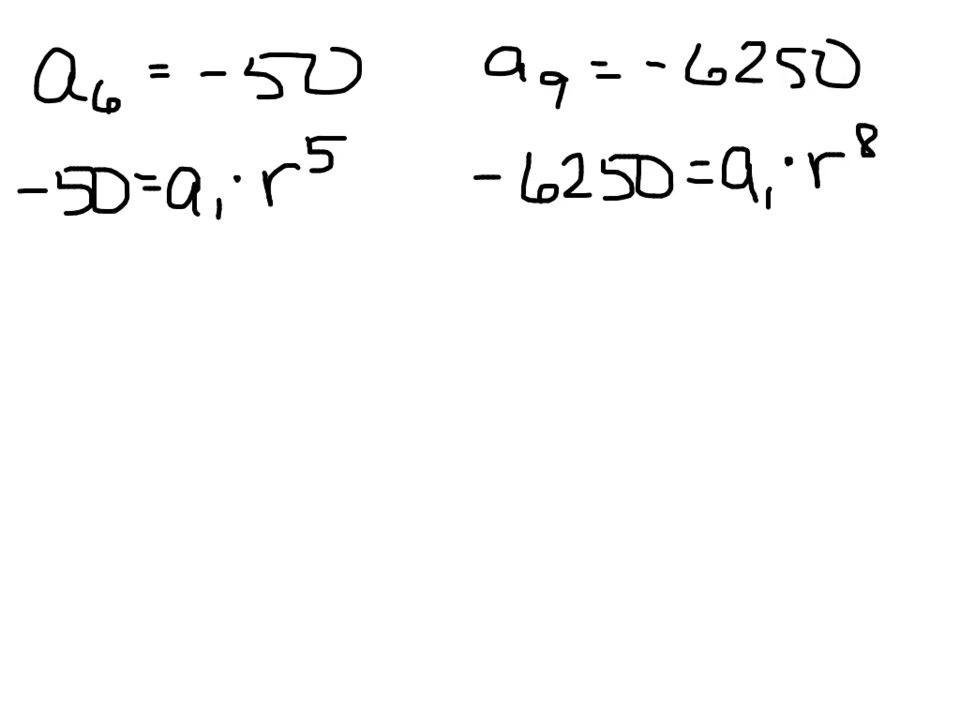 a₆ = -50 a₉ = -6250
-50 = a₁ · r⁵ -6250 = a₁ · r⁸